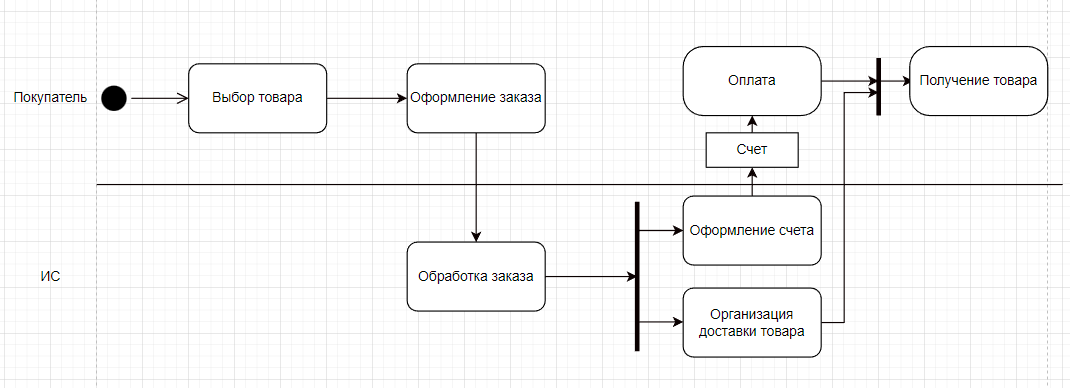 Покупатель
Выбор товара
Оформление заказа
Оплата
Получение товара
Счет
ИС
Обработка заказа
Оформление счета
Организация
доставки товара